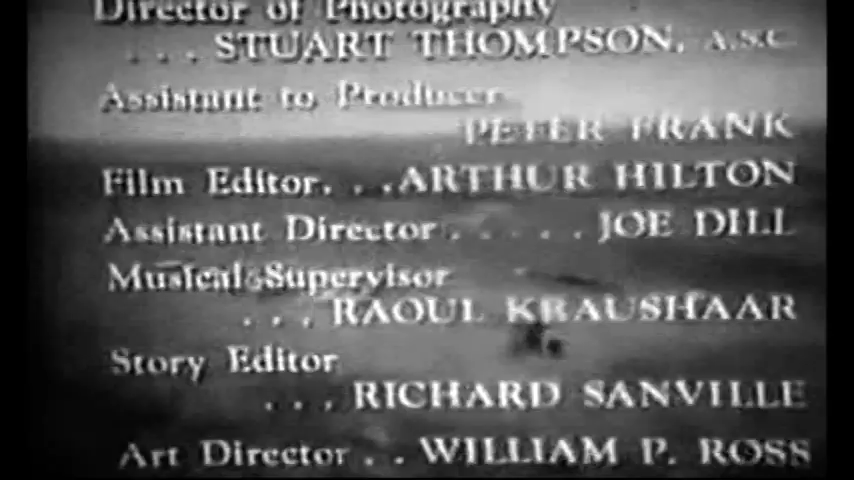 Director of Photography
. . . STUART THOMPSON, A.S.C.
Assistant to Producer
PETER FRANK
Film Editor. . .ARTHUR HILTON
Assistant Director . . . . . JOE DILL
Musical Supervisor
. . . RAOUL KRAUSHAAR
Story Editor
. . . RICHARD SANVILLE
Art Director . . WILLIAM P. ROSS